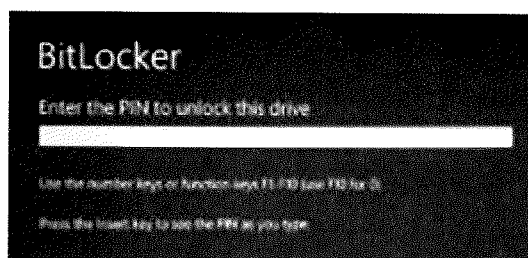 BitLocker
Enter the PIN to unlock this drive
Use the number keys or function keys F1-F10 (use F10 for 0).
Press the Insert key to see the PIN as you type.